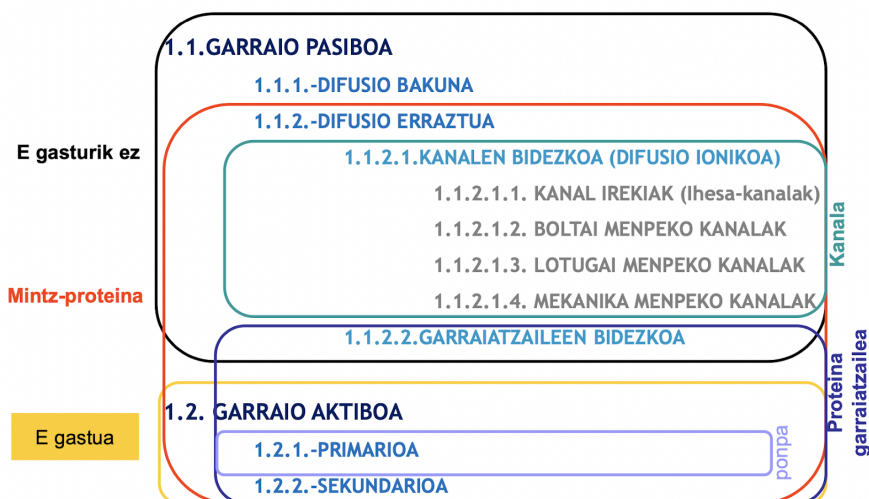 1.1.GARRAIO PASIBOA
1.1.1.-DIFUSIO BAKUNA
1.1.2.-DIFUSIO ERRAZTUA
E gasturik ez
1.1.2.1.KANALEN BIDEZKOA (DIFUSIO IONIKOA)
1.1.2.1.1. KANAL IREKIAK (Ihesa-kanalak)
1.1.2.1.2. BOLTAI MENPEKO KANALAK
Kanala
1.1.2.1.3. LOTUGAI MENPEKO KANALAK
Mintz-proteina
1.1.2.1.4. MEKANIKA MENPEKO KANALAK
1.1.2.2.GARRAIATZAILEEN BIDEZKOA
Proteina
garraiatzailea
1.2. GARRAIO AKTIBOA
E gastua
1.2.1.-PRIMARIOA
ponpa
1.2.2.-SEKUNDARIOA